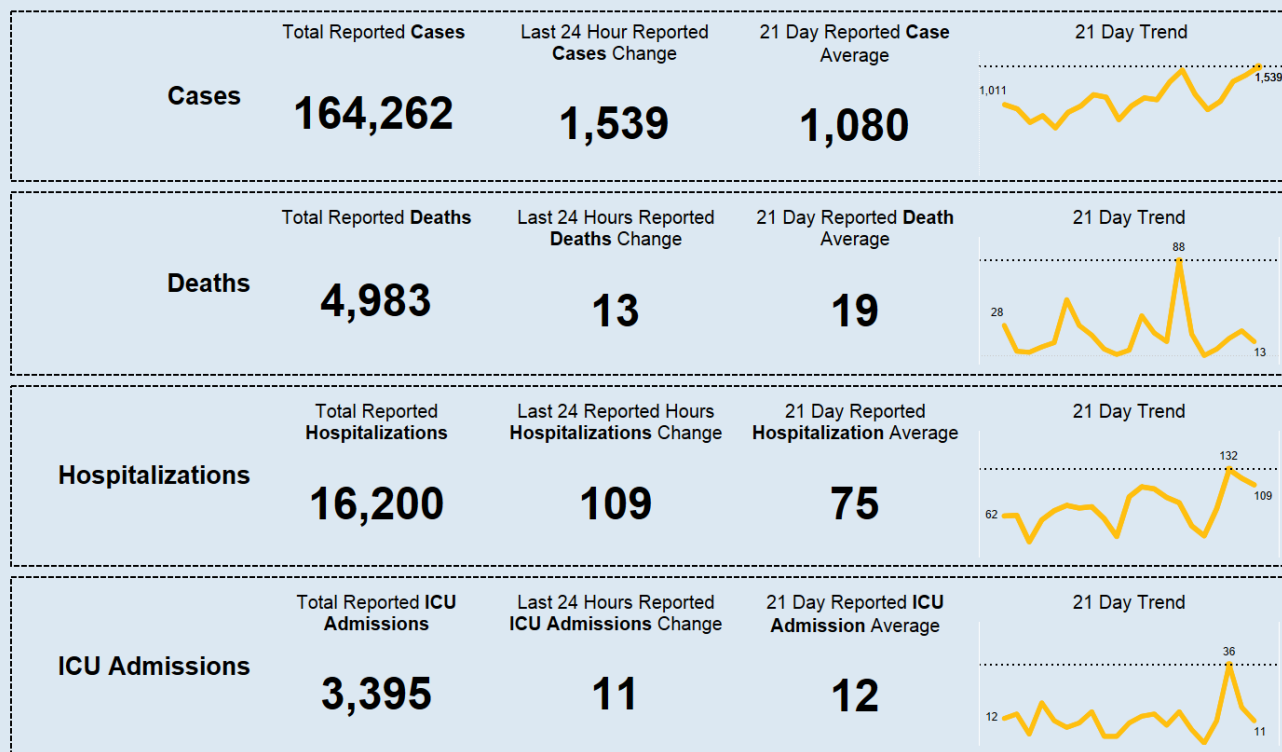 Total Reported Cases
Last 24 Hour Reported
Cases Change
21 Day Reported Case
Average
21 Day Trend
Cases
164,262
1,539
1,080
1,011
1,539
Total Reported Deaths
Last 24 Hours Reported
Deaths Change
21 Day Reported Death
Average
21 Day Trend
Deaths
4,983
13
19
88
28
13
Total Reported
Hospitalizations
Last 24 Reported Hours
Hospitalizations Change
21 Day Reported
Hospitalization Average
21 Day Trend
Hospitalizations
16,200
109
75
132
62
109
Total Reported ICU
Admissions
Last 24 Hours Reported
ICU Admissions Change
21 Day Reported ICU
Admission Average
21 Day Trend
ICU Admissions
3,395
11
12
36
12
11